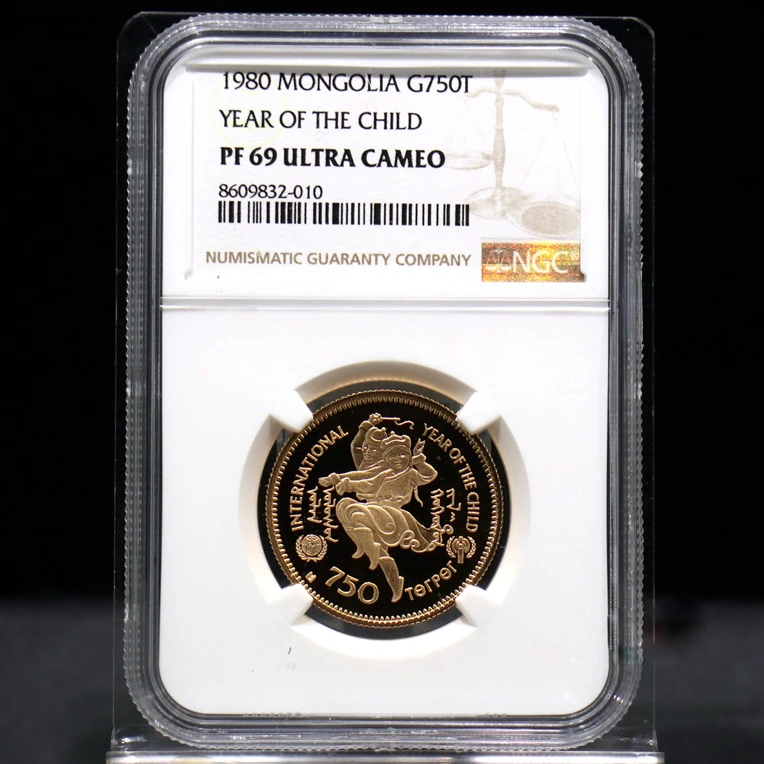 1980 MONGOLIA G750T
YEAR OF THE CHILD
PF 69 ULTRA CAMEO
8609832-010
NUMISMATIC GUARANTY COMPANY
NGC
INTERNATIONAL
YEAR OF THE CHILD
750
төгрөг